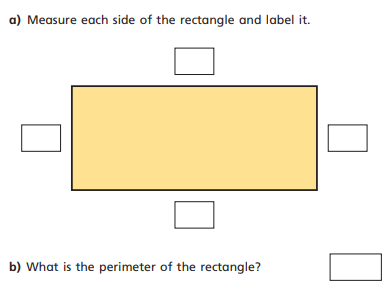 a) Measure each side of the rectangle and label it.
b) What is the perimeter of the rectangle?